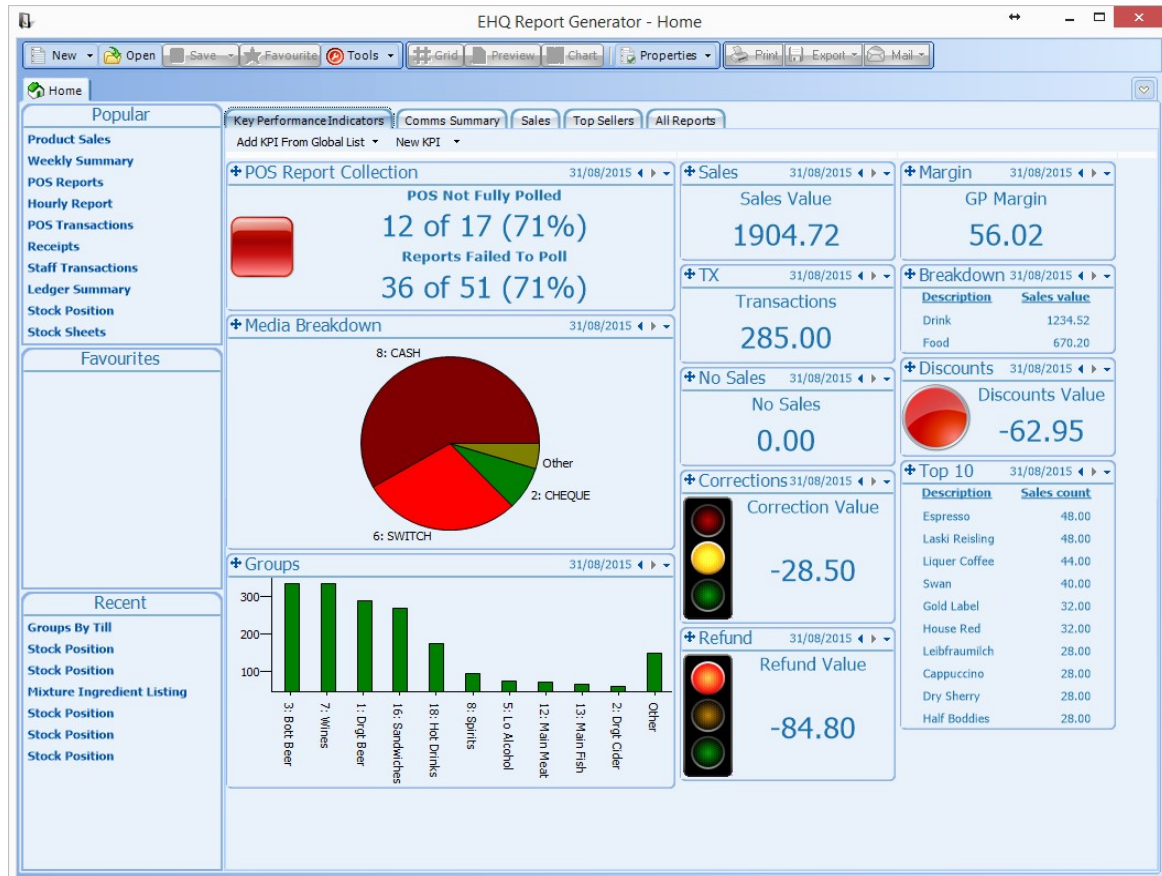 EHQ Report Generator - Home
New Open Save Favourite Tools Grid Preview Chart Properties Print Export Mail
Home
Popular
Product Sales
Weekly Summary
POS Reports
Hourly Report
POS Transactions
Receipts
Staff Transactions
Ledger Summary
Stock Position
Stock Sheets
Favourites
Recent
Groups By Till
Stock Position
Stock Position
Mixture Ingredient Listing
Stock Position
Stock Position
Stock Position
Key Performance Indicators Comms Summary Sales Top Sellers All Reports
Add KPI From Global List New KPI
POS Report Collection 31/08/2015
POS Not Fully Polled
12 of 17 (71%)
Reports Failed To Poll
36 of 51 (71%)
Media Breakdown 31/08/2015
8: CASH
Other
2: CHEQUE
6: SWITCH
Groups 31/08/2015
300
200
100
3: Bott Beer
7: Wines
1: Drgt Beer
16: Sandwiches
18: Hot Drinks
8: Spirits
5: Lo Alcohol
12: Main Meat
13: Main Fish
2: Drgt Cider
Other
Sales 31/08/2015
Sales Value
1904.72
TX 31/08/2015
Transactions
285.00
No Sales 31/08/2015
No Sales
0.00
Corrections 31/08/2015
Correction Value
-28.50
Refund 31/08/2015
Refund Value
-84.80
Margin 31/08/2015
GP Margin
56.02
Breakdown 31/08/2015
Description Sales value
Drink 1234.52
Food 670.20
Discounts 31/08/2015
Discounts Value
-62.95
Top 10 31/08/2015
Description Sales count
Espresso 48.00
Laski Reisling 48.00
Liquer Coffee 44.00
Swan 40.00
Gold Label 32.00
House Red 32.00
Leibfraumilch 28.00
Cappuccino 28.00
Dry Sherry 28.00
Half Boddies 28.00